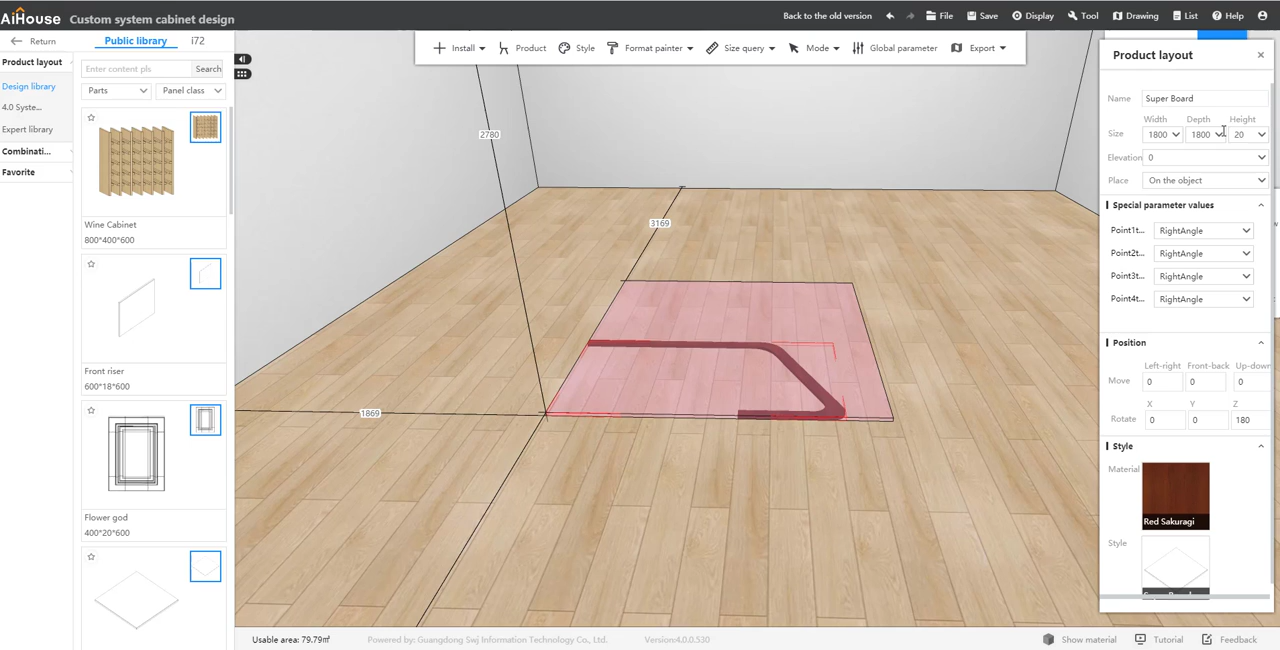 AiHouse Custom system cabinet design
Back to the old version File Save Display Tool Drawing List Help
Return Public library i72
Install Product Style Format painter Size query Mode Global parameter Export
Product layout
Design library
4.0 Syste...
Expert library
Combinati...
Favorite
Enter content pls Search
Parts Panel class
Wine Cabinet
800*400*600
Front riser
600*18*600
Flower god
400*20*600
2780
3169
1869
Product layout
Name Super Board
Width Depth Height
Size 1800 1800 20
Elevation 0
Place On the object
Special parameter values
Point1t... RightAngle
Point2t... RightAngle
Point3t... RightAngle
Point4t... RightAngle
Position
Left-right Front-back Up-down
Move 0 0 0
X Y Z
Rotate 0 0 180
Style
Material
Red Sakuragi
Style
Usable area: 79.79㎡ Powered by: Guangdong Swj Information Technology Co., Ltd. Version:4.0.0.530 Show material Tutorial Feedback